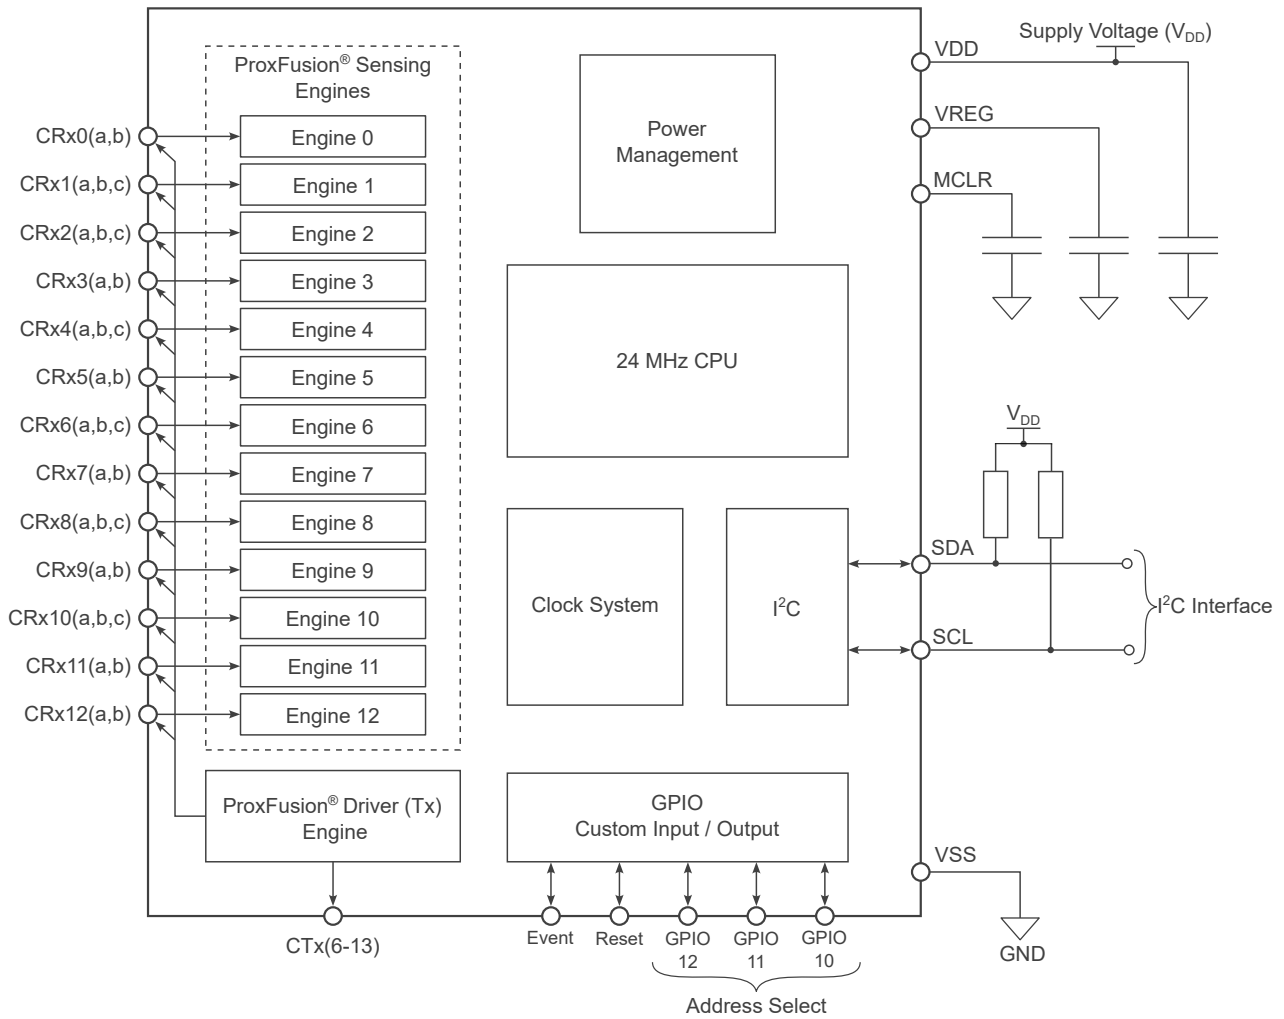 Supply Voltage (VDD)
VDD
ProxFusion® Sensing
Engines
Power
Management
VREG
MCLR
CRx0(a,b)
Engine 0
CRx1(a,b,c)
Engine 1
CRx2(a,b,c)
Engine 2
CRx3(a,b)
Engine 3
CRx4(a,b,c)
Engine 4
CRx5(a,b)
Engine 5
CRx6(a,b,c)
Engine 6
CRx7(a,b)
Engine 7
CRx8(a,b,c)
Engine 8
CRx9(a,b)
Engine 9
CRx10(a,b,c)
Engine 10
CRx11(a,b)
Engine 11
CRx12(a,b)
Engine 12
24 MHz CPU
VDD
Clock System
I²C
SDA
SCL
I²C Interface
ProxFusion® Driver (Tx)
Engine
GPIO
Custom Input / Output
VSS
GND
CTx(6-13)
Event
Reset
GPIO
12
GPIO
11
GPIO
10
Address Select